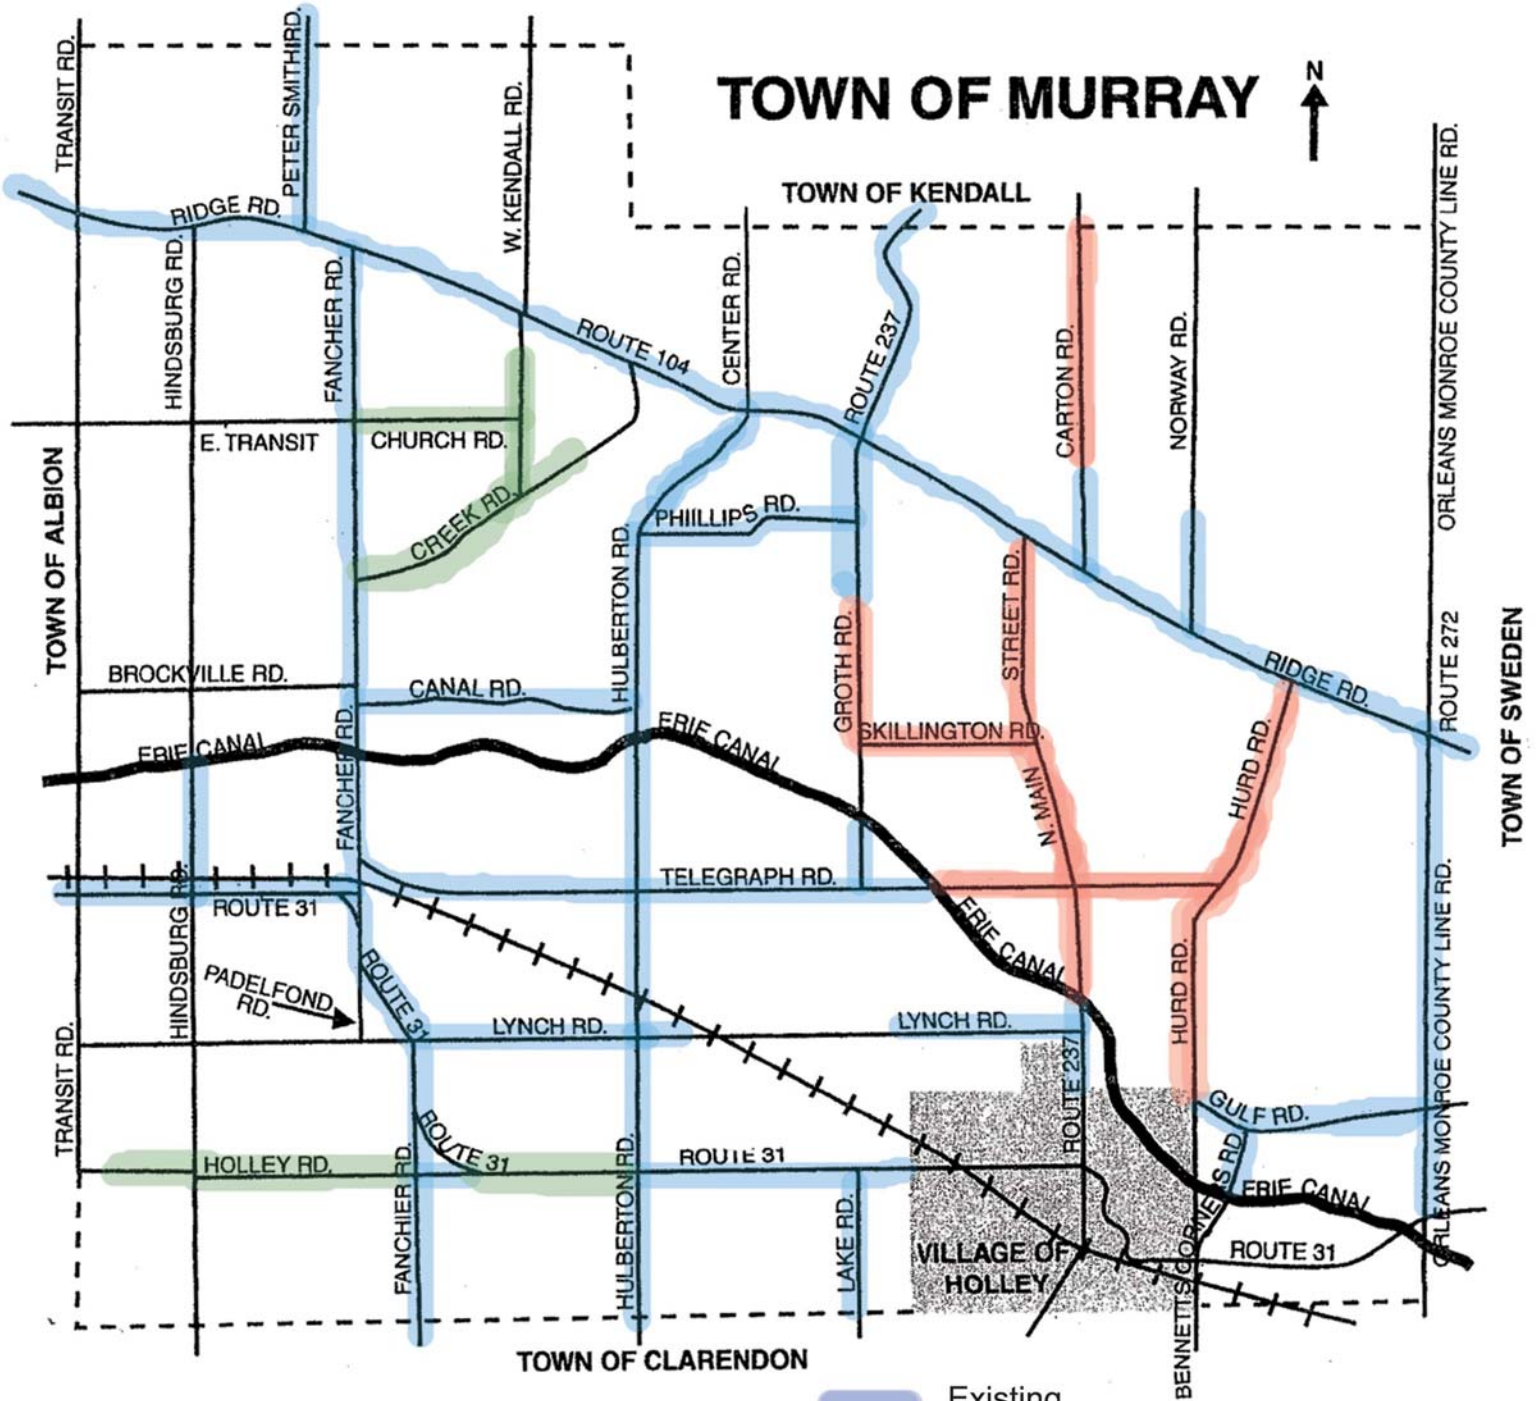 TOWN OF MURRAY
N
TRANSIT RD.
PETER SMITHIRD.
W. KENDALL RD.
TOWN OF KENDALL
ORLEANS MONROE COUNTY LINE RD.
RIDGE RD.
HINDSBURG RD.
FANCHER RD.
ROUTE 104
CENTER RD.
ROUTE 237
CARTON RD.
NORWAY RD.
E. TRANSIT
CHURCH RD.
TOWN OF ALBION
CREEK RD.
PHIILLIPS RD.
HULBERTON RD.
STREET RD.
GROTH RD.
ROUTE 272
TOWN OF SWEDEN
RIDGE RD.
BROCKVILLE RD.
CANAL RD.
SKILLINGTON RD.
HURD RD.
ERIE CANAL
FANCHER RD.
ERIE CANAL
N. MAIN
TELEGRAPH RD.
ROUTE 31
HINDSBURG RD.
ERIE CANAL
HURD RD.
ORLEANS MONROE COUNTY LINE RD.
PADELFOND
RD.
ROUTE 31
LYNCH RD.
LYNCH RD.
TRANSIT RD.
ROUTE 237
GULF RD.
ROUTE 31
HOLLEY RD.
FANCHIER RD.
HULBERTON RD.
ROUTE 31
LAKE RD.
BENNETTS CORNERS RD
ERIE CANAL
VILLAGE OF
HOLLEY
ROUTE 31
TOWN OF CLARENDON
Existing